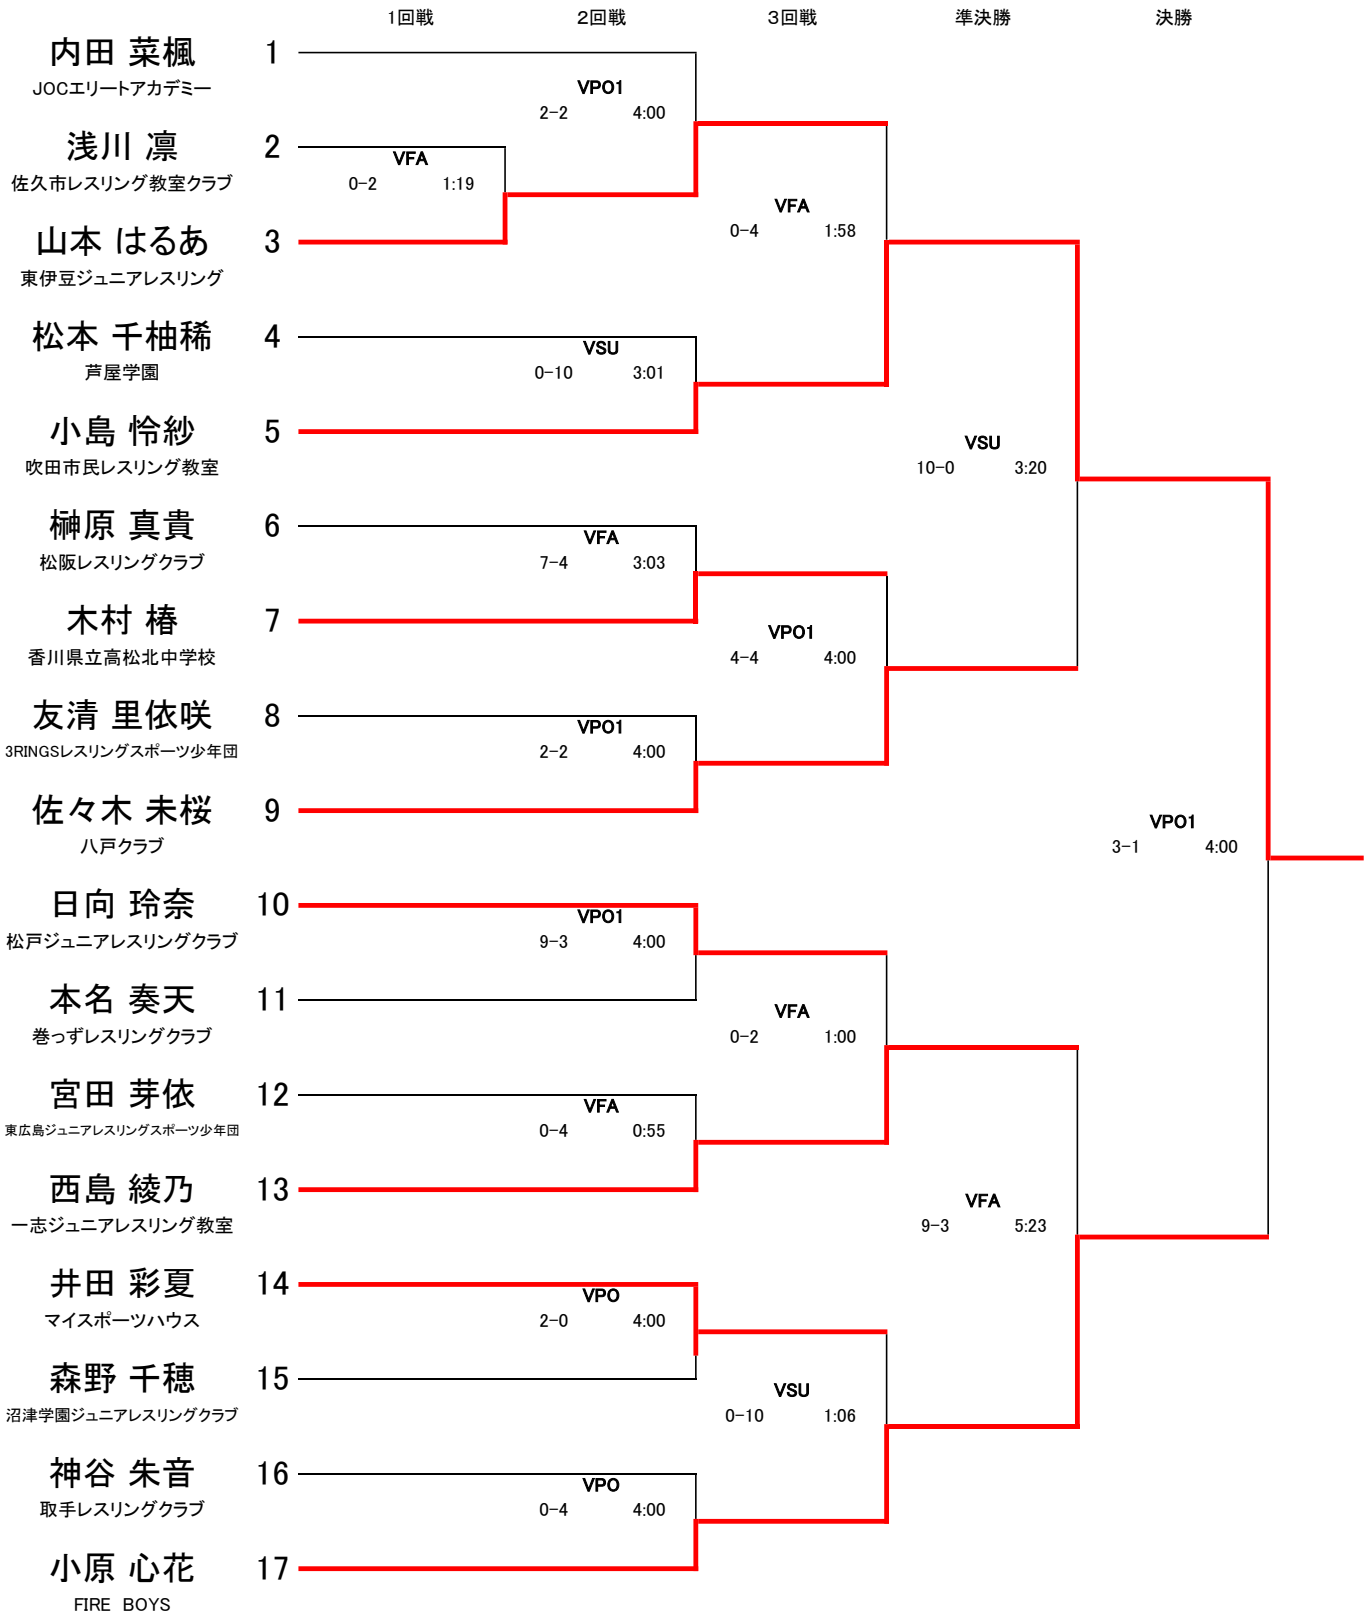 1回戦 2回戦 3回戦 準決勝 決勝
内田 菜楓 1
JOCエリートアカデミー
VPO1
2-2 4:00
浅川 凛 2
佐久市レスリング教室クラブ
VFA
0-2 1:19
山本 はるあ 3
東伊豆ジュニアレスリング
VFA
0-4 1:58
松本 千柚稀 4
芦屋学園
VSU
0-10 3:01
小島 怜紗 5
吹田市民レスリング教室
VSU
10-0 3:20
榊原 真貴 6
松阪レスリングクラブ
VFA
7-4 3:03
木村 椿 7
香川県立高松北中学校
VPO1
4-4 4:00
友清 里依咲 8
3RINGSレスリングスポーツ少年団
VPO1
2-2 4:00
佐々木 未桜 9
八戸クラブ
VPO1
3-1 4:00
日向 玲奈 10
松戸ジュニアレスリングクラブ
VPO1
9-3 4:00
本名 奏天 11
巻っずレスリングクラブ
VFA
0-2 1:00
宮田 芽依 12
東広島ジュニアレスリングスポーツ少年団
VFA
0-4 0:55
西島 綾乃 13
一志ジュニアレスリング教室
VFA
9-3 5:23
井田 彩夏 14
マイスポーツハウス
VPO
2-0 4:00
森野 千穂 15
沼津学園ジュニアレスリングクラブ
VSU
0-10 1:06
神谷 朱音 16
取手レスリングクラブ
VPO
0-4 4:00
小原 心花 17
FIRE BOYS